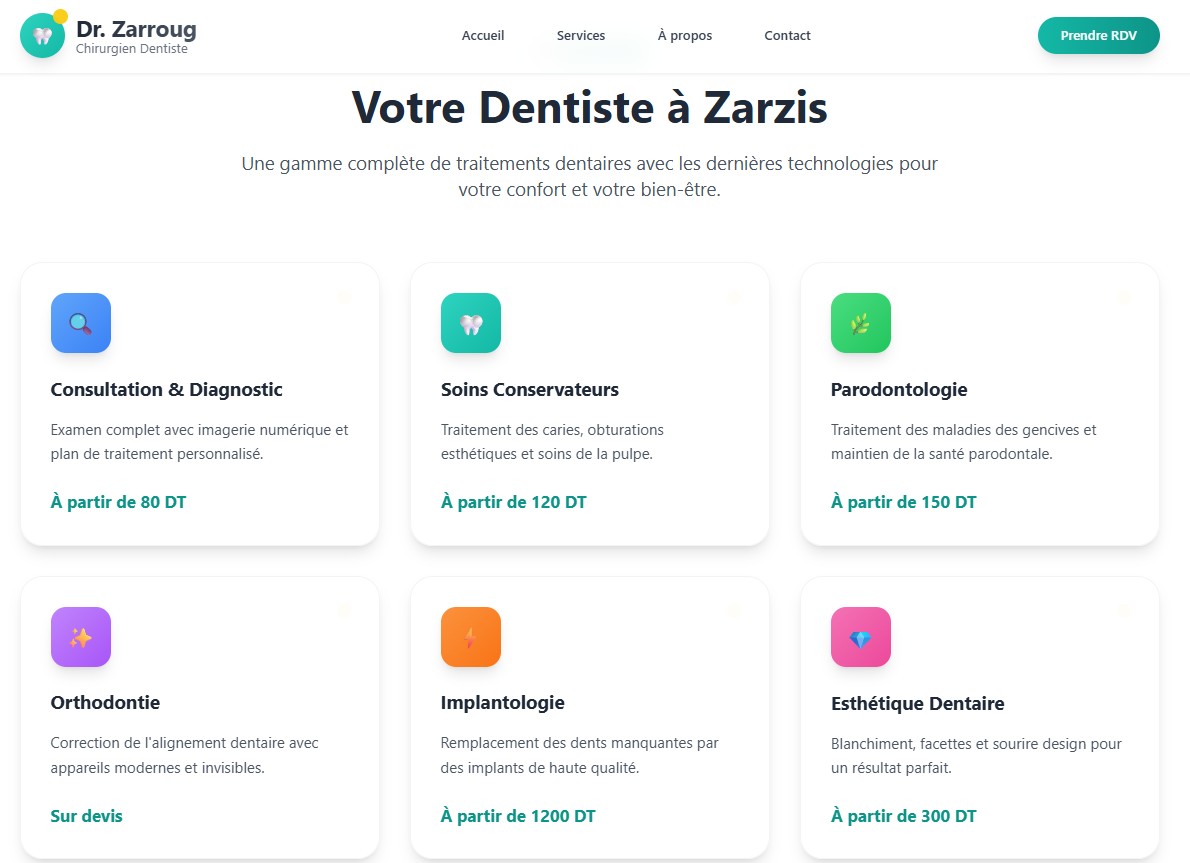 Dr. Zarroug
Chirurgien Dentiste
Accueil
Services
À propos
Contact
Prendre RDV
Votre Dentiste à Zarzis
Une gamme complète de traitements dentaires avec les dernières technologies pour
votre confort et votre bien-être.
Consultation & Diagnostic
Examen complet avec imagerie numérique et
plan de traitement personnalisé.
À partir de 80 DT
Soins Conservateurs
Traitement des caries, obturations
esthétiques et soins de la pulpe.
À partir de 120 DT
Parodontologie
Traitement des maladies des gencives et
maintien de la santé parodontale.
À partir de 150 DT
Orthodontie
Correction de l'alignement dentaire avec
appareils modernes et invisibles.
Sur devis
Implantologie
Remplacement des dents manquantes par
des implants de haute qualité.
À partir de 1200 DT
Esthétique Dentaire
Blanchiment, facettes et sourire design pour
un résultat parfait.
À partir de 300 DT